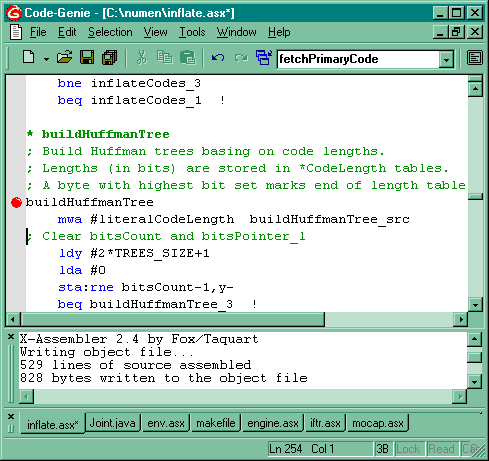 Code-Genie - [C:\numen\inflate.asx*]
File Edit Selection View Tools Window Help
fetchPrimaryCode
bne inflateCodes_3
beq inflateCodes_1 !
* buildHuffmanTree
; Build Huffman trees basing on code lengths.
; Lengths (in bits) are stored in *CodeLength tables.
; A byte with highest bit set marks end of length table
buildHuffmanTree
mwa #literalCodeLength buildHuffmanTree_src
; Clear bitsCount and bitsPointer_l
ldy #2*TREES_SIZE+1
lda #0
sta:rne bitsCount-1,y-
beq buildHuffmanTree_3 !
X-Assembler 2.4 by Fox/Taquart
Writing object file...
529 lines of source assembled
828 bytes written to the object file
inflate.asx* Joint.java env.asx makefile engine.asx iftr.asx mocap.asx
Ln 254 Col 1 3B Lock Read